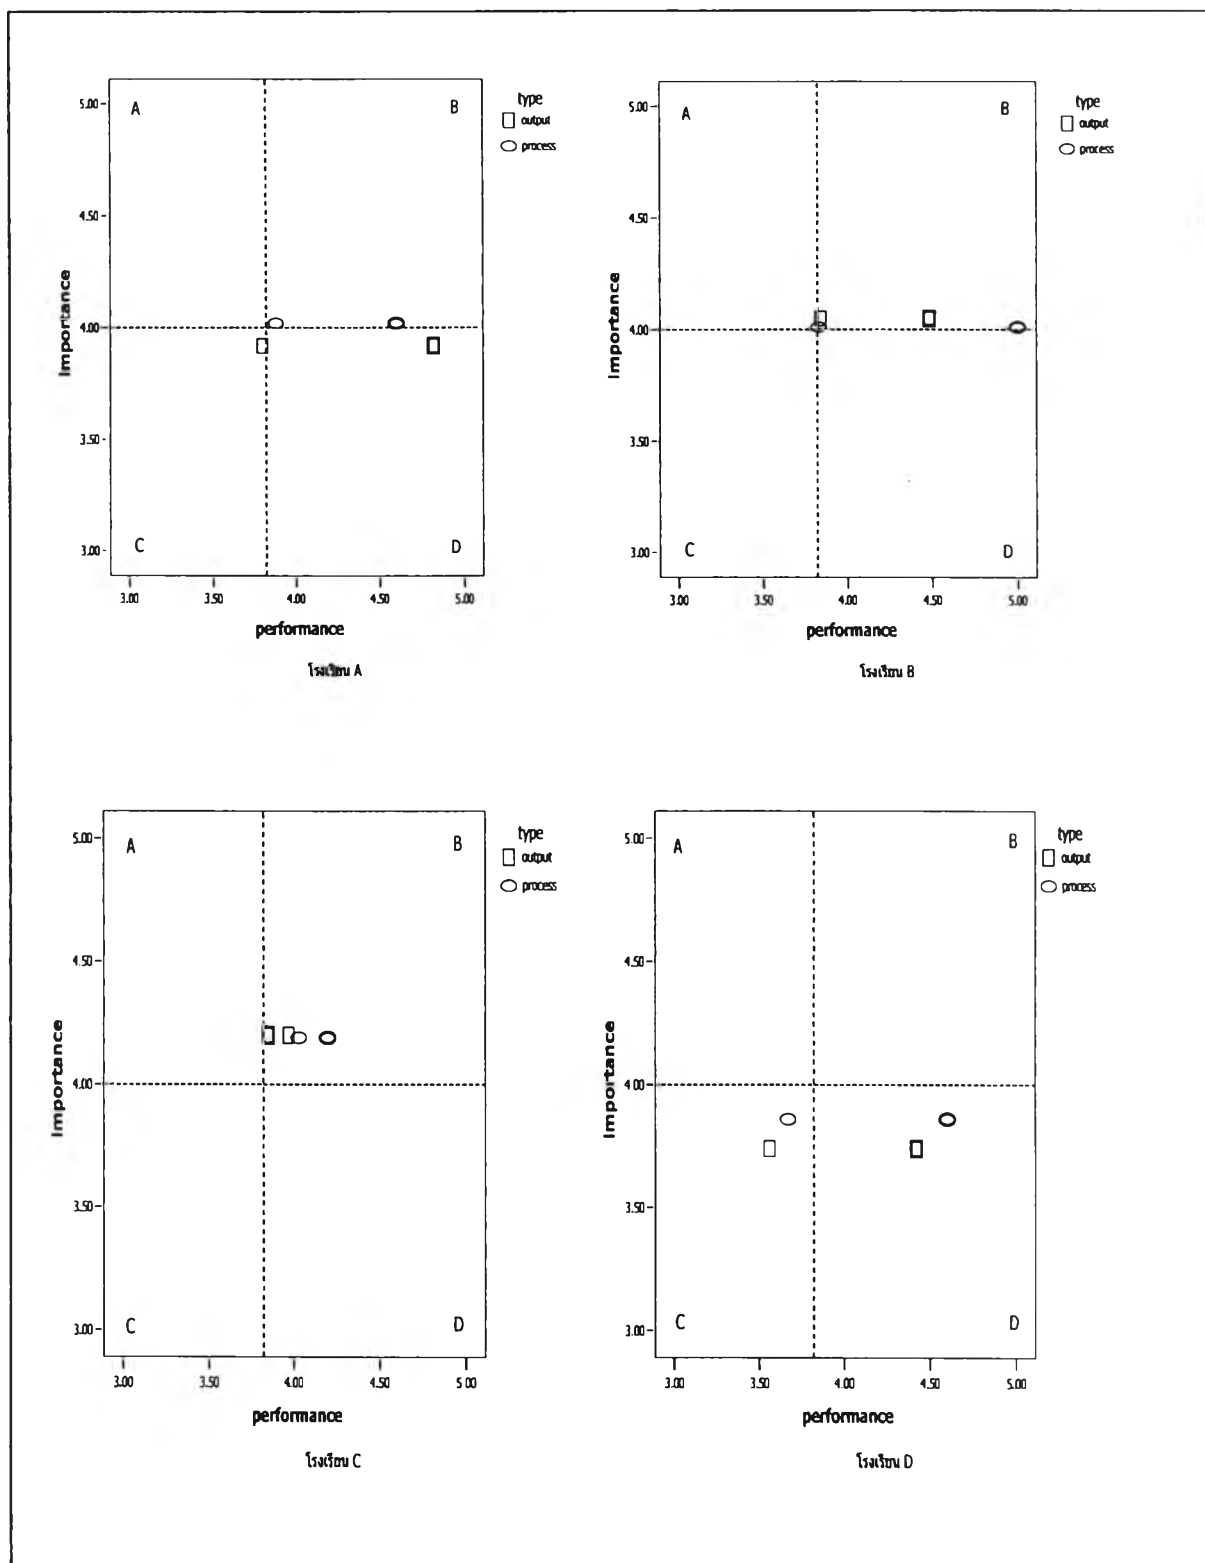 A B
type
output
process
5.00
4.50
4.00
3.50
3.00
Importance
C D
3.00 3.50 4.00 4.50 5.00
performance
โรงเรียน A
A B
type
output
process
5.00
4.50
4.00
3.50
3.00
Importance
C D
3.00 3.50 4.00 4.50 5.00
performance
โรงเรียน B
A B
type
output
process
5.00
4.50
4.00
3.50
3.00
Importance
C D
3.00 3.50 4.00 4.50 5.00
performance
โรงเรียน C
A B
type
output
process
5.00
4.50
4.00
3.50
3.00
Importance
C D
3.00 3.50 4.00 4.50 5.00
performance
โรงเรียน D